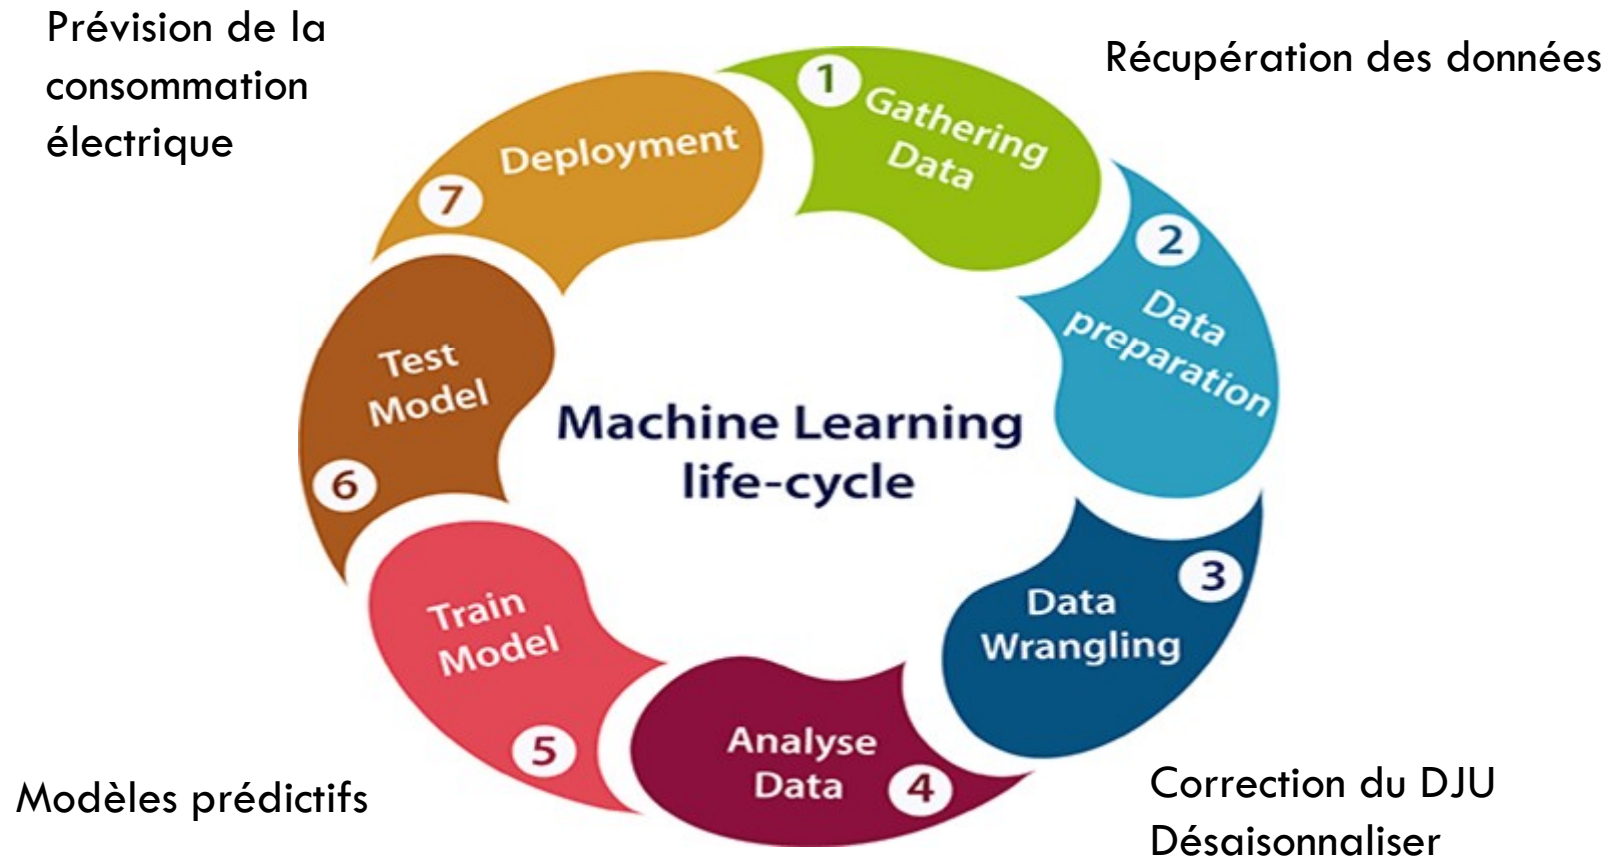 Prévision de la
consommation
électrique
Récupération des données
1
Gathering
Data
2
Data
preparation
3
Data
Wrangling
4
Analyse
Data
5
Train
Model
6
Test
Model
7
Deployment
Machine Learning
life-cycle
Modèles prédictifs
Correction du DJU
Désaisonnaliser